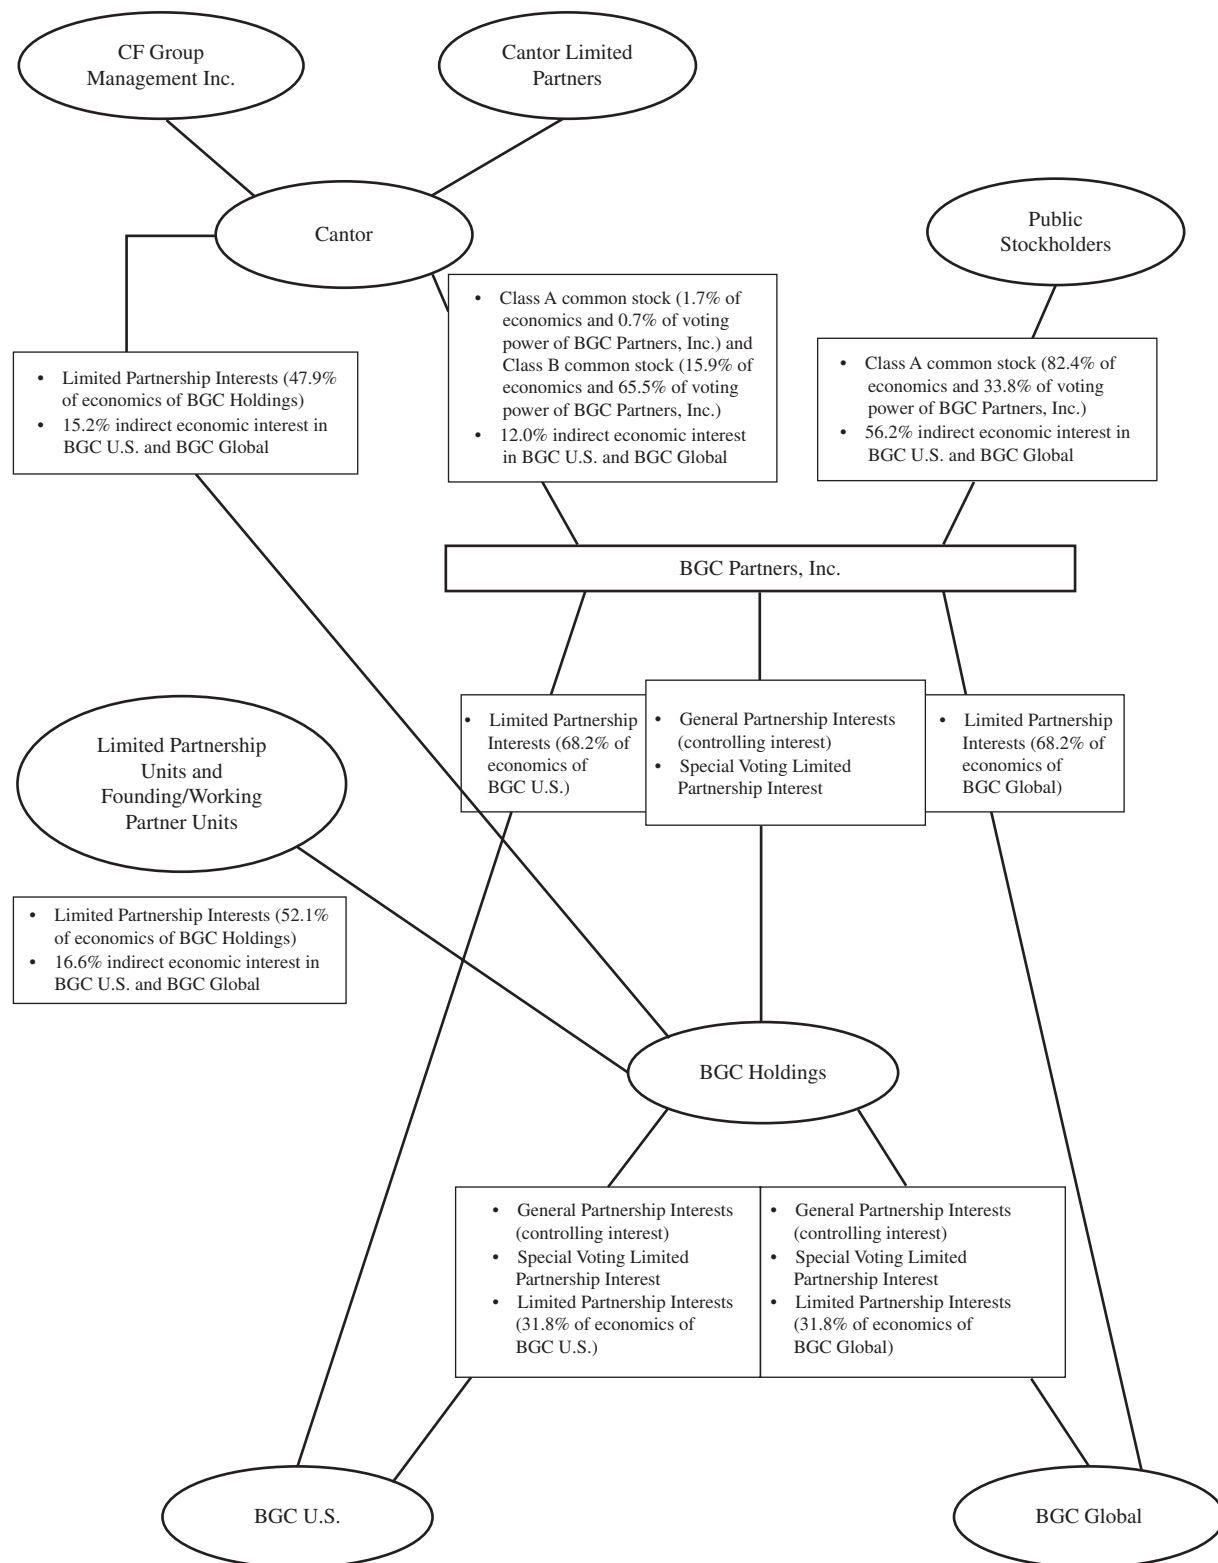 CF Group
Management Inc.
Cantor Limited
Partners
Cantor
Public
Stockholders
• Limited Partnership Interests (47.9%
of economics of BGC Holdings)
• 15.2% indirect economic interest in
BGC U.S. and BGC Global
• Class A common stock (1.7% of
economics and 0.7% of voting
power of BGC Partners, Inc.) and
Class B common stock (15.9% of
economics and 65.5% of voting
power of BGC Partners, Inc.)
• 12.0% indirect economic interest
in BGC U.S. and BGC Global
• Class A common stock (82.4% of
economics and 33.8% of voting
power of BGC Partners, Inc.)
• 56.2% indirect economic interest in
BGC U.S. and BGC Global
BGC Partners, Inc.
• Limited Partnership
Interests (68.2% of
economics of
BGC U.S.)
• General Partnership Interests
(controlling interest)
• Special Voting Limited
Partnership Interest
• Limited Partnership
Interests (68.2% of
economics of
BGC Global)
Limited Partnership
Units and
Founding/Working
Partner Units
• Limited Partnership Interests (52.1%
of economics of BGC Holdings)
• 16.6% indirect economic interest in
BGC U.S. and BGC Global
BGC Holdings
• General Partnership Interests
(controlling interest)
• Special Voting Limited
Partnership Interest
• Limited Partnership Interests
(31.8% of economics of
BGC U.S.)
• General Partnership Interests
(controlling interest)
• Special Voting Limited
Partnership Interest
• Limited Partnership Interests
(31.8% of economics of
BGC Global)
BGC U.S.
BGC Global